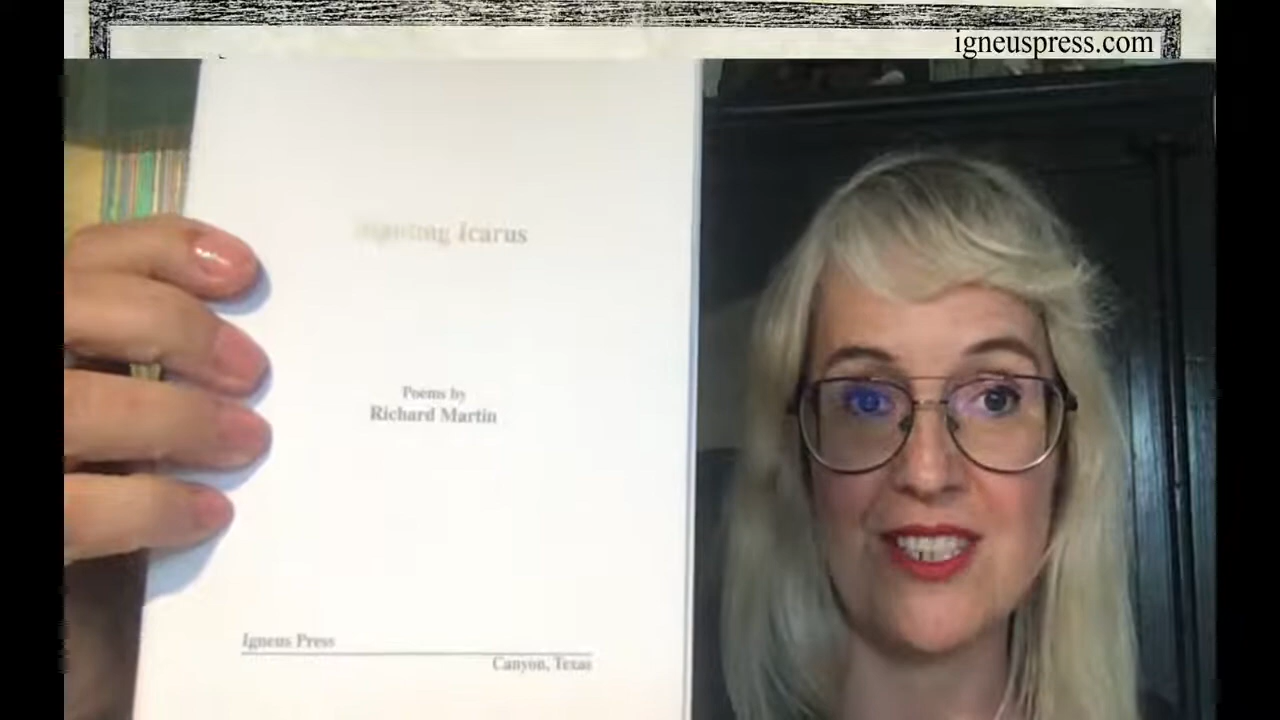 igneuspress.com
Icarus
Poems by
Richard Martin
Igneus Press
Canyon, Texas